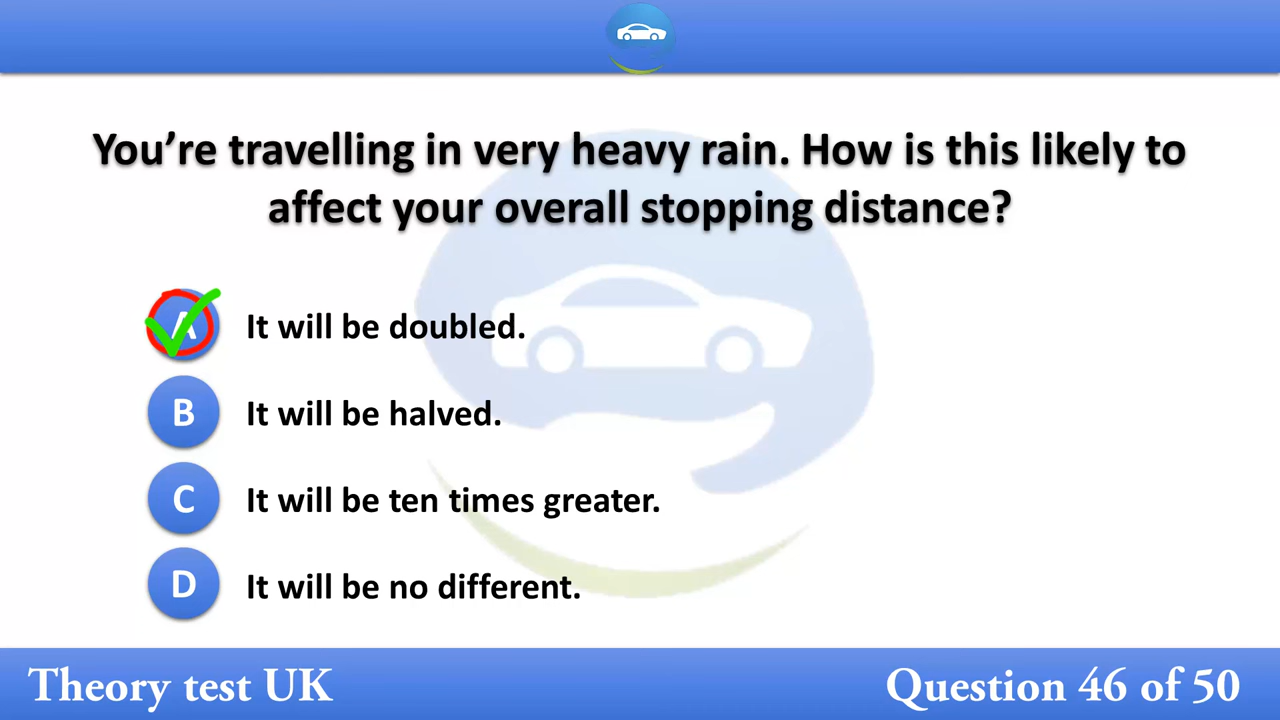 You’re travelling in very heavy rain. How is this likely to
affect your overall stopping distance?
A It will be doubled.
B It will be halved.
C It will be ten times greater.
D It will be no different.
Theory test UK
Question 46 of 50